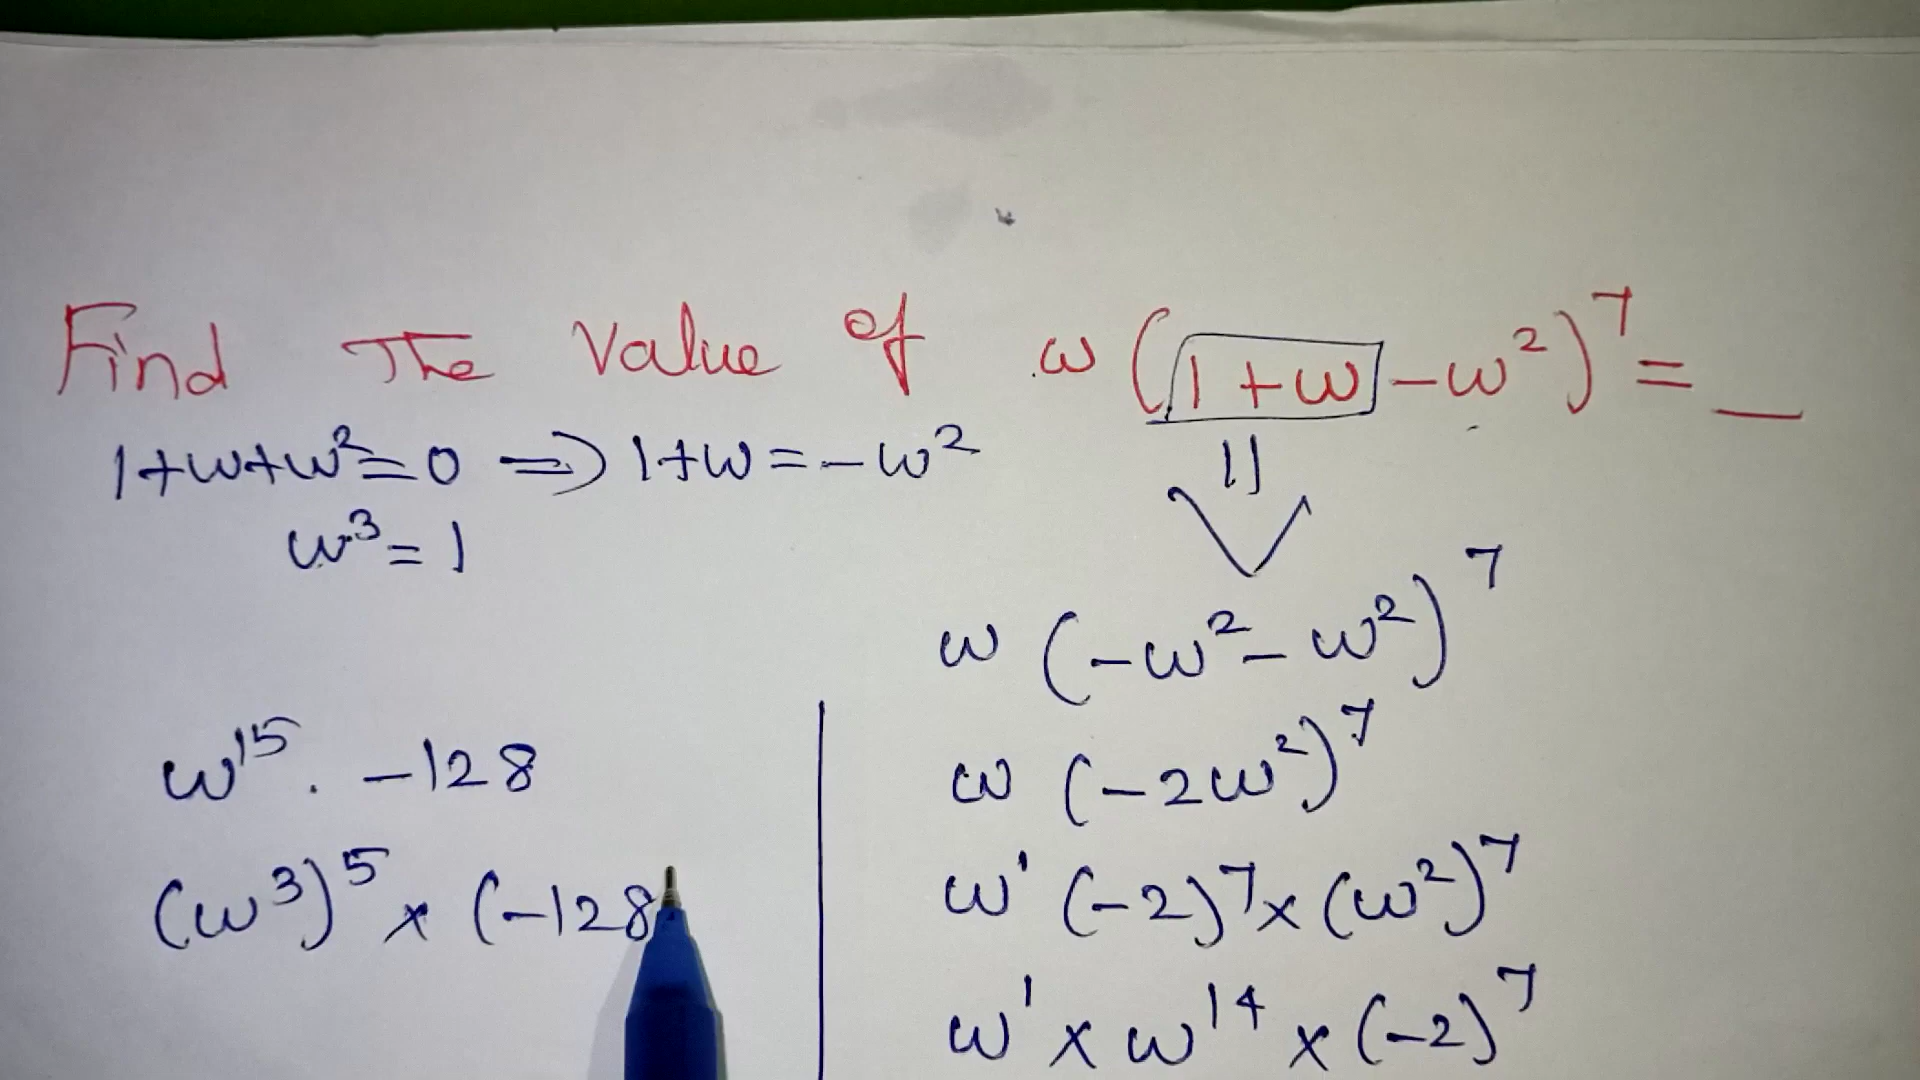 Find The Value of ω (1+ω-ω²)⁷ = _
1+ω+ω²=0 ⇒ 1+ω=-ω²
ω³=1
ω (-ω²-ω²)⁷
ω (-2ω²)⁷
ω¹ (-2)⁷ × (ω²)⁷
ω¹ × ω¹⁴ × (-2)⁷
ω¹⁵ . -128
(ω³)⁵ × (-128